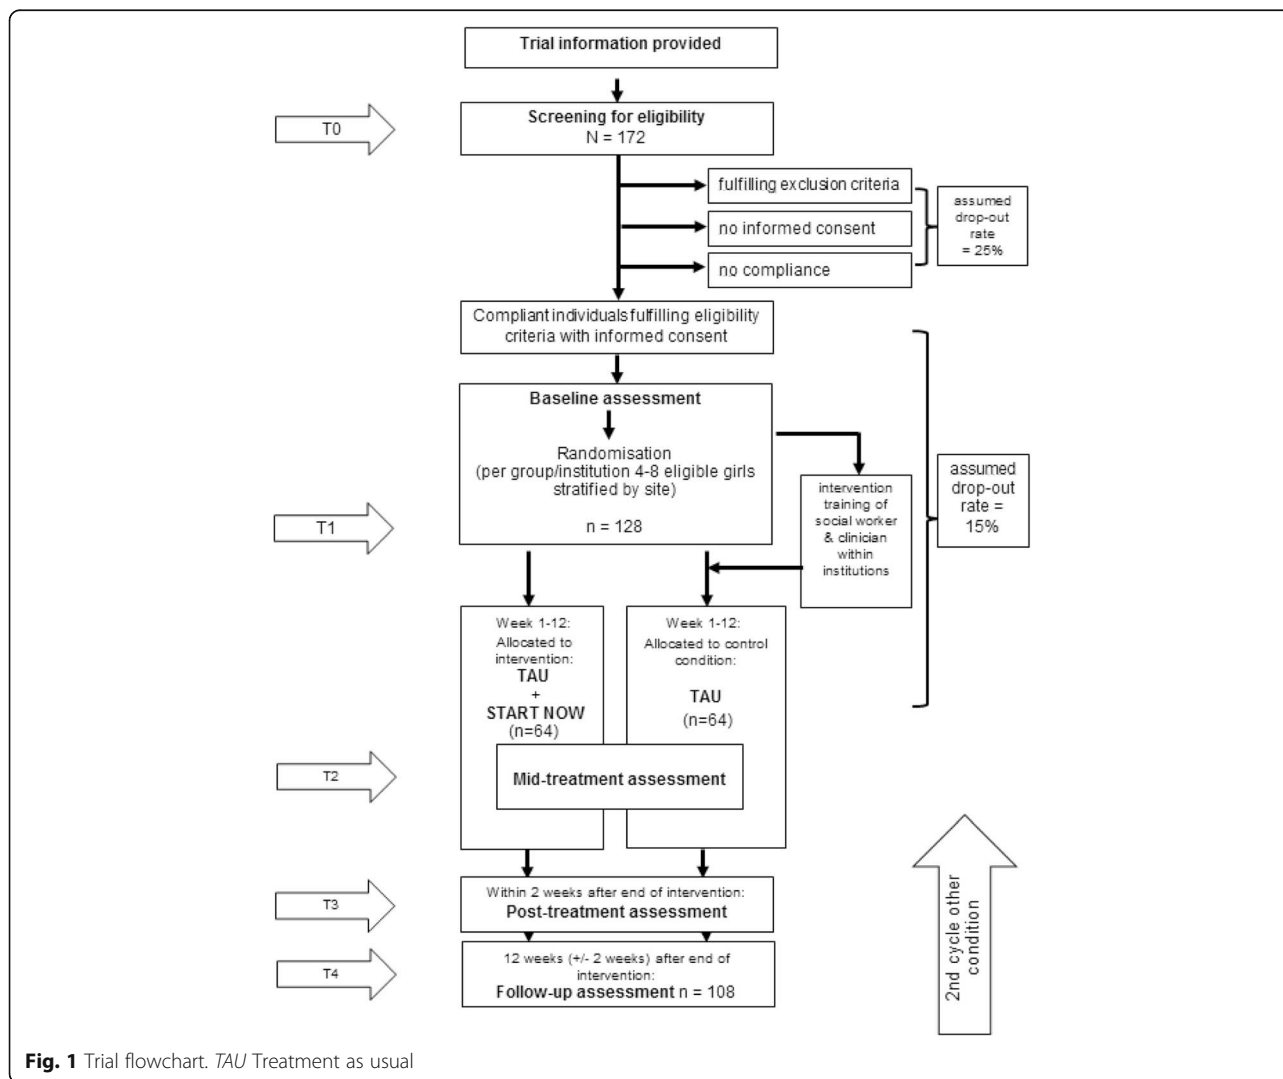 Trial information provided
T0
Screening for eligibility
N = 172
fulfilling exclusion criteria
no informed consent
no compliance
assumed
drop-out
rate
= 25%
Compliant individuals fulfilling eligibility
criteria with informed consent
Baseline assessment
Randomisation
(per group/institution 4-8 eligible girls
stratified by site)
n = 128
T1
intervention
training of
social worker
& clinician
within
institutions
assumed
drop-out
rate =
15%
Week 1-12:
Allocated to
intervention:
TAU
+
START NOW
(n=64)
Week 1-12:
Allocated to control
condition:
TAU
(n=64)
T2
Mid-treatment assessment
T3
Within 2 weeks after end of intervention:
Post-treatment assessment
T4
12 weeks (+/- 2 weeks) after end of
intervention:
Follow-up assessment n = 108
2nd cycle other
condition
Fig. 1 Trial flowchart. TAU Treatment as usual